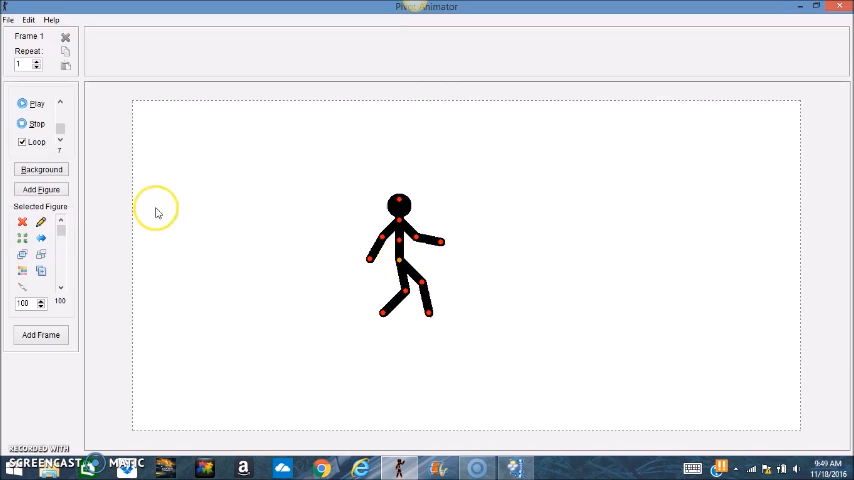 Pivot Animator
File Edit Help
Frame 1
Repeat:
1
Play
Stop
Loop
7
Background
Add Figure
Selected Figure
100
100
Add Frame
RECORDED WITH
SCREENCAST MATIC
a
9:49 AM
11/18/2016